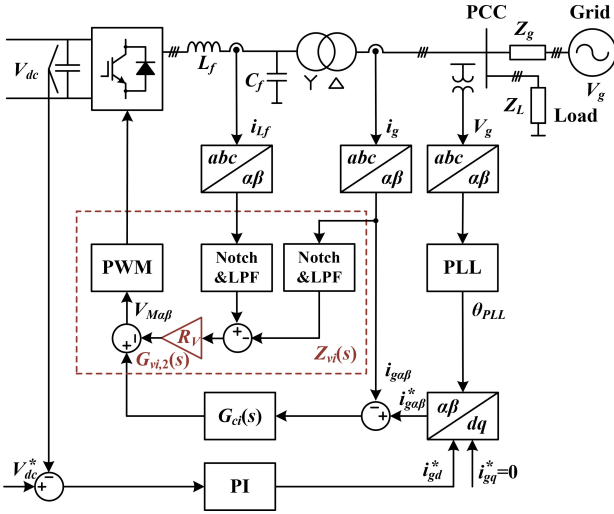 PCC
Z_g
Grid
V_dc
L_f
C_f
Y
Δ
V_g
Z_L
Load
i_Lf
i_g
V_g
abc
αβ
abc
αβ
abc
αβ
PWM
Notch
&LPF
Notch
&LPF
PLL
V_Mαβ
R_V
θ_PLL
G_vi,2(s)
Z_vi(s)
i_gαβ
i*_gαβ
G_ci(s)
αβ
dq
V*_dc
PI
i*_gd
i*_gq=0